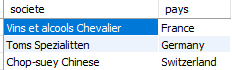 societe pays
Vins et alcools Chevalier France
Toms Spezialitten Germany
Chop-suey Chinese Switzerland